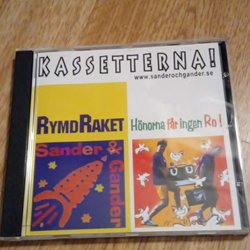 KASSETTERNA!
www.sanderochgander.se
RYMDRAKET
Hönorna får ingen Ro!
Sander &
Gander